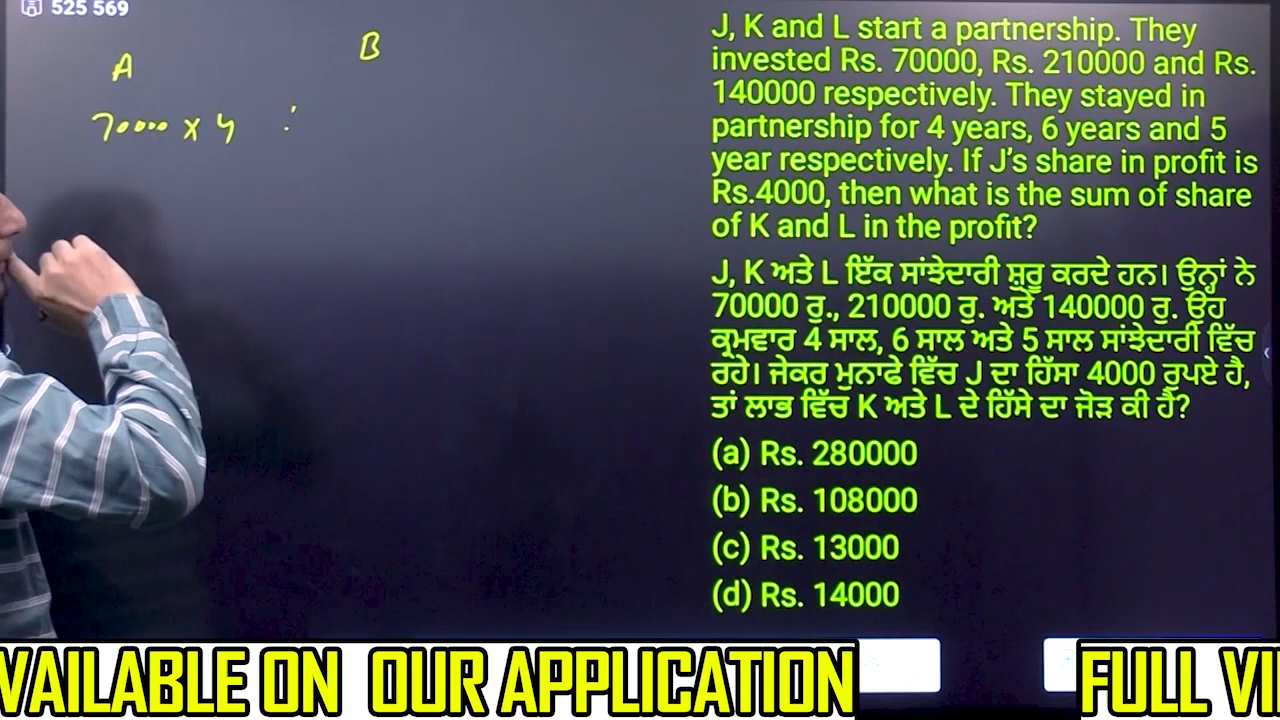 525 569
A
B
70000 x 4 :
J, K and L start a partnership. They
invested Rs. 70000, Rs. 210000 and Rs.
140000 respectively. They stayed in
partnership for 4 years, 6 years and 5
year respectively. If J’s share in profit is
Rs.4000, then what is the sum of share
of K and L in the profit?
J, K ਅਤੇ L ਇੱਕ ਸਾਂਝੇਦਾਰੀ ਸ਼ੁਰੂ ਕਰਦੇ ਹਨ। ਉਨ੍ਹਾਂ ਨੇ
70000 ਰੁ., 210000 ਰੁ. ਅਤੇ 140000 ਰੁ. ਉਹ
ਕ੍ਰਮਵਾਰ 4 ਸਾਲ, 6 ਸਾਲ ਅਤੇ 5 ਸਾਲ ਸਾਂਝੇਦਾਰੀ ਵਿੱਚ
ਰਹੇ। ਜੇਕਰ ਮੁਨਾਫੇ ਵਿੱਚ J ਦਾ ਹਿੱਸਾ 4000 ਰੁਪਏ ਹੈ,
ਤਾਂ ਲਾਭ ਵਿੱਚ K ਅਤੇ L ਦੇ ਹਿੱਸੇ ਦਾ ਜੋੜ ਕੀ ਹੈ?
(a) Rs. 280000
(b) Rs. 108000
(c) Rs. 13000
(d) Rs. 14000
VAILABLE ON OUR APPLICATION
FULL VI